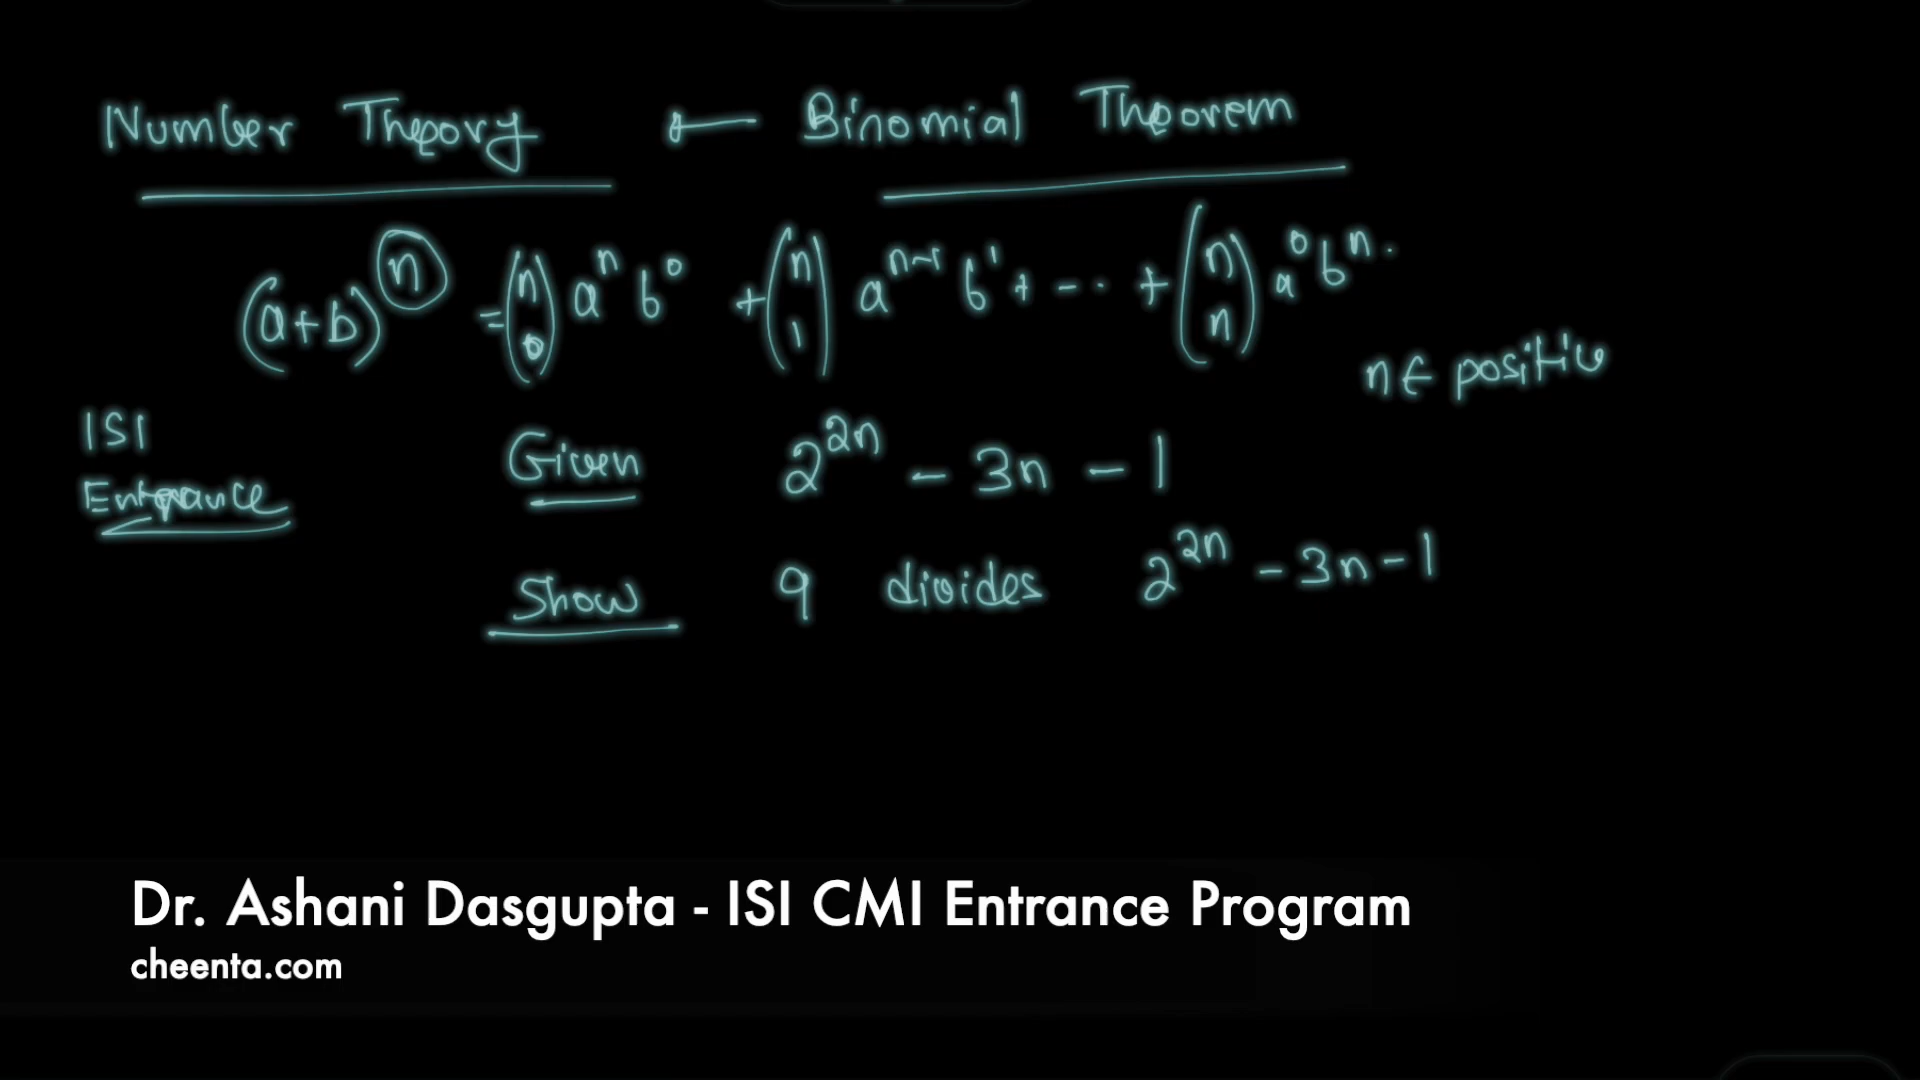 Number Theory ← Binomial Theorem
(a+b)^n = (n 0) a^n b^0 + (n 1) a^{n-1} b^1 + -·· + (n n) a^0 b^n.
n ∈ positive
ISI
Entrance
Given 2^{2n} - 3n - 1
Show 9 divides 2^{2n} - 3n - 1
Dr. Ashani Dasgupta - ISI CMI Entrance Program
cheenta.com